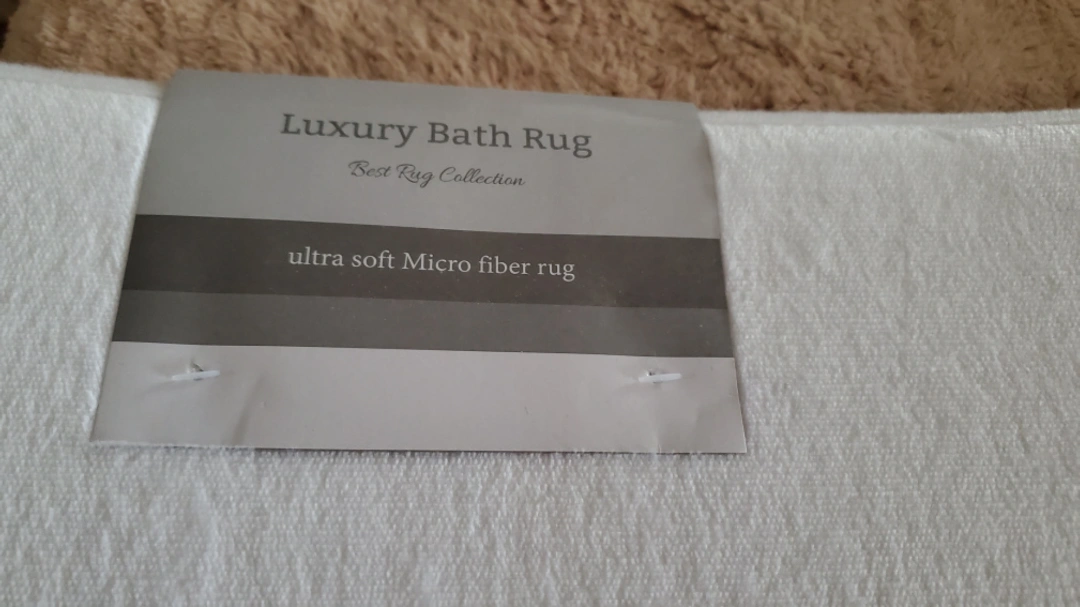 Luxury Bath Rug
Best Rug Collection
ultra soft Micro fiber rug